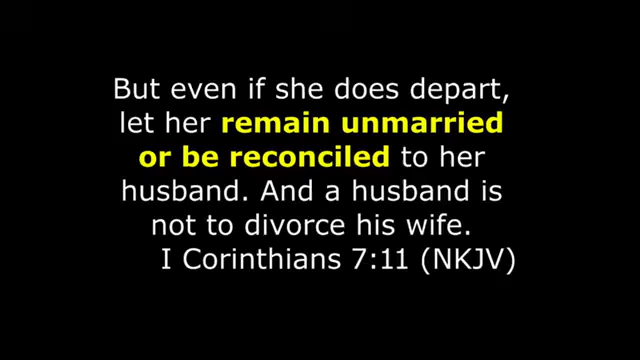 But even if she does depart,
let her remain unmarried
or be reconciled to her
husband. And a husband is
not to divorce his wife.
I Corinthians 7:11 (NKJV)